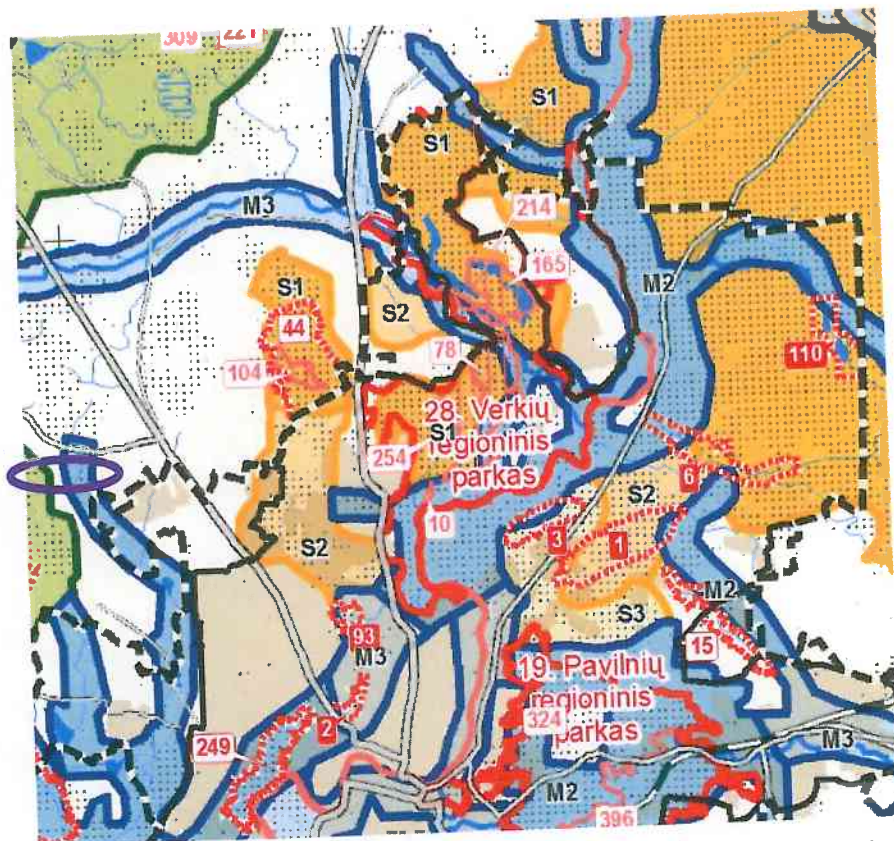 309
221
S1
S1
M3
214
165
S1
M2
S2
44
78
110
104
28. Verkių
S1
regioninis
254
parkas
6
S2
10
3
1
S2
M2
S3
93
M3
15
19. Pavilnių
regioninis
324
parkas
2
249
M3
M2
396